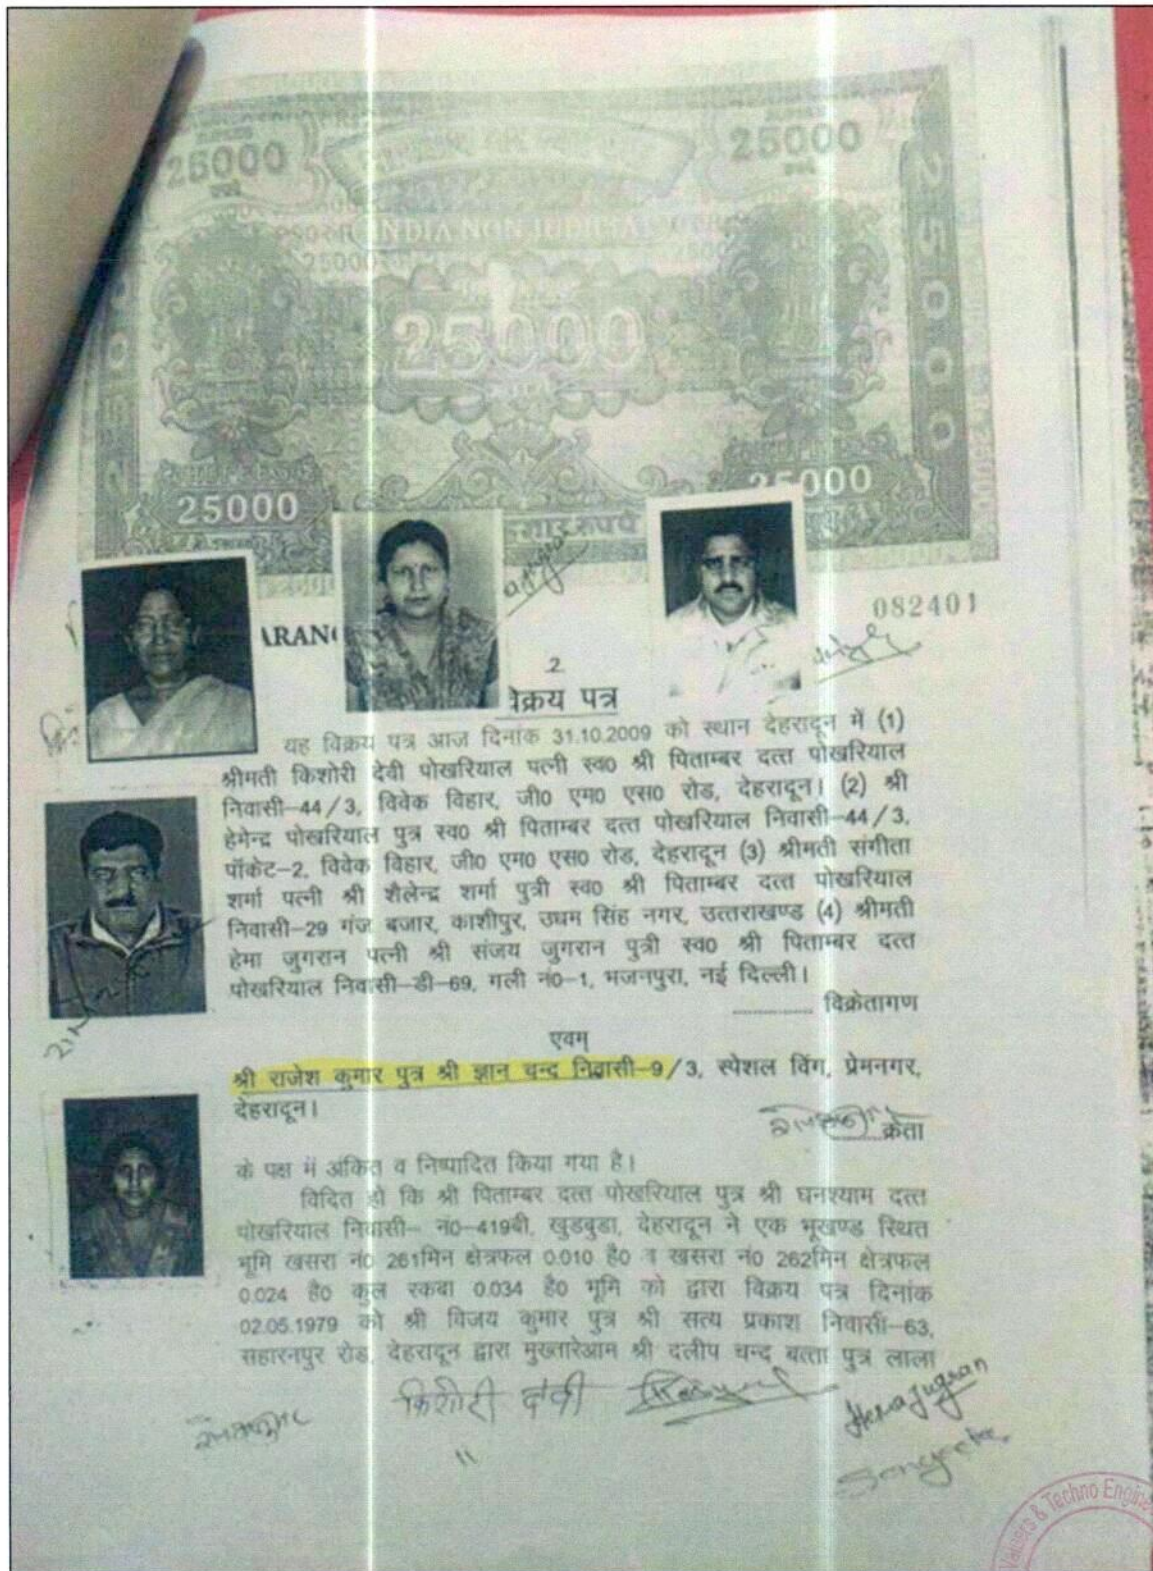 25000
25000
रुपये
25000
INDIA NON JUDICIAL
25000
25000
25000
25000
25000
082401
2
विक्रय पत्र
यह विक्रय पत्र आज दिनांक 31.10.2009 को स्थान देहरादून में (1)
श्रीमती किशोरी देवी पोखरियाल पत्नी स्व0 श्री पिताम्बर दत्त पोखरियाल
निवासी–44/3, विवेक विहार, जी0 एम0 एस0 रोड, देहरादून। (2) श्री
हेमेन्द्र पोखरियाल पुत्र स्व0 श्री पिताम्बर दत्त पोखरियाल निवासी–44/3,
पॉकेट–2, विवेक विहार, जी0 एम0 एस0 रोड, देहरादून (3) श्रीमती संगीता
शर्मा पत्नी श्री शैलेन्द्र शर्मा पुत्री स्व0 श्री पिताम्बर दत्त पोखरियाल
निवासी–29 गंज बजार, काशीपुर, उधम सिंह नगर, उत्तराखण्ड (4) श्रीमती
हेमा जुगरान पत्नी श्री संजय जुगरान पुत्री स्व0 श्री पिताम्बर दत्त
पोखरियाल निवासी–डी–69, गली नं0–1, भजनपुरा, नई दिल्ली।
............ विक्रेतागण
एवम्
श्री राजेश कुमार पुत्र श्री ज्ञान चन्द निवासी–9/3, स्पेशल विंग, प्रेमनगर,
देहरादून।
क्रेता
के पक्ष में अंकित व निष्पादित किया गया है।
विदित हो कि श्री पिताम्बर दत्त पोखरियाल पुत्र श्री घनश्याम दत्त
पोखरियाल निवासी– नं0–419बी, खुडबुडा, देहरादून ने एक भूखण्ड स्थित
भूमि खसरा नं0 261मिन क्षेत्रफल 0.010 है0 व खसरा नं0 262मिन क्षेत्रफल
0.024 है0 कुल रकबा 0.034 है0 भूमि को द्वारा विक्रय पत्र दिनांक
02.05.1979 को श्री विजय कुमार पुत्र श्री सत्य प्रकाश निवासी–63,
सहारनपुर रोड, देहरादून द्वारा मुख्तारेआम श्री दलीप चन्द बत्ता पुत्र लाला
किशोरी देवी
Hema Jugran
Sangeeta
Valuers & Techno Engine